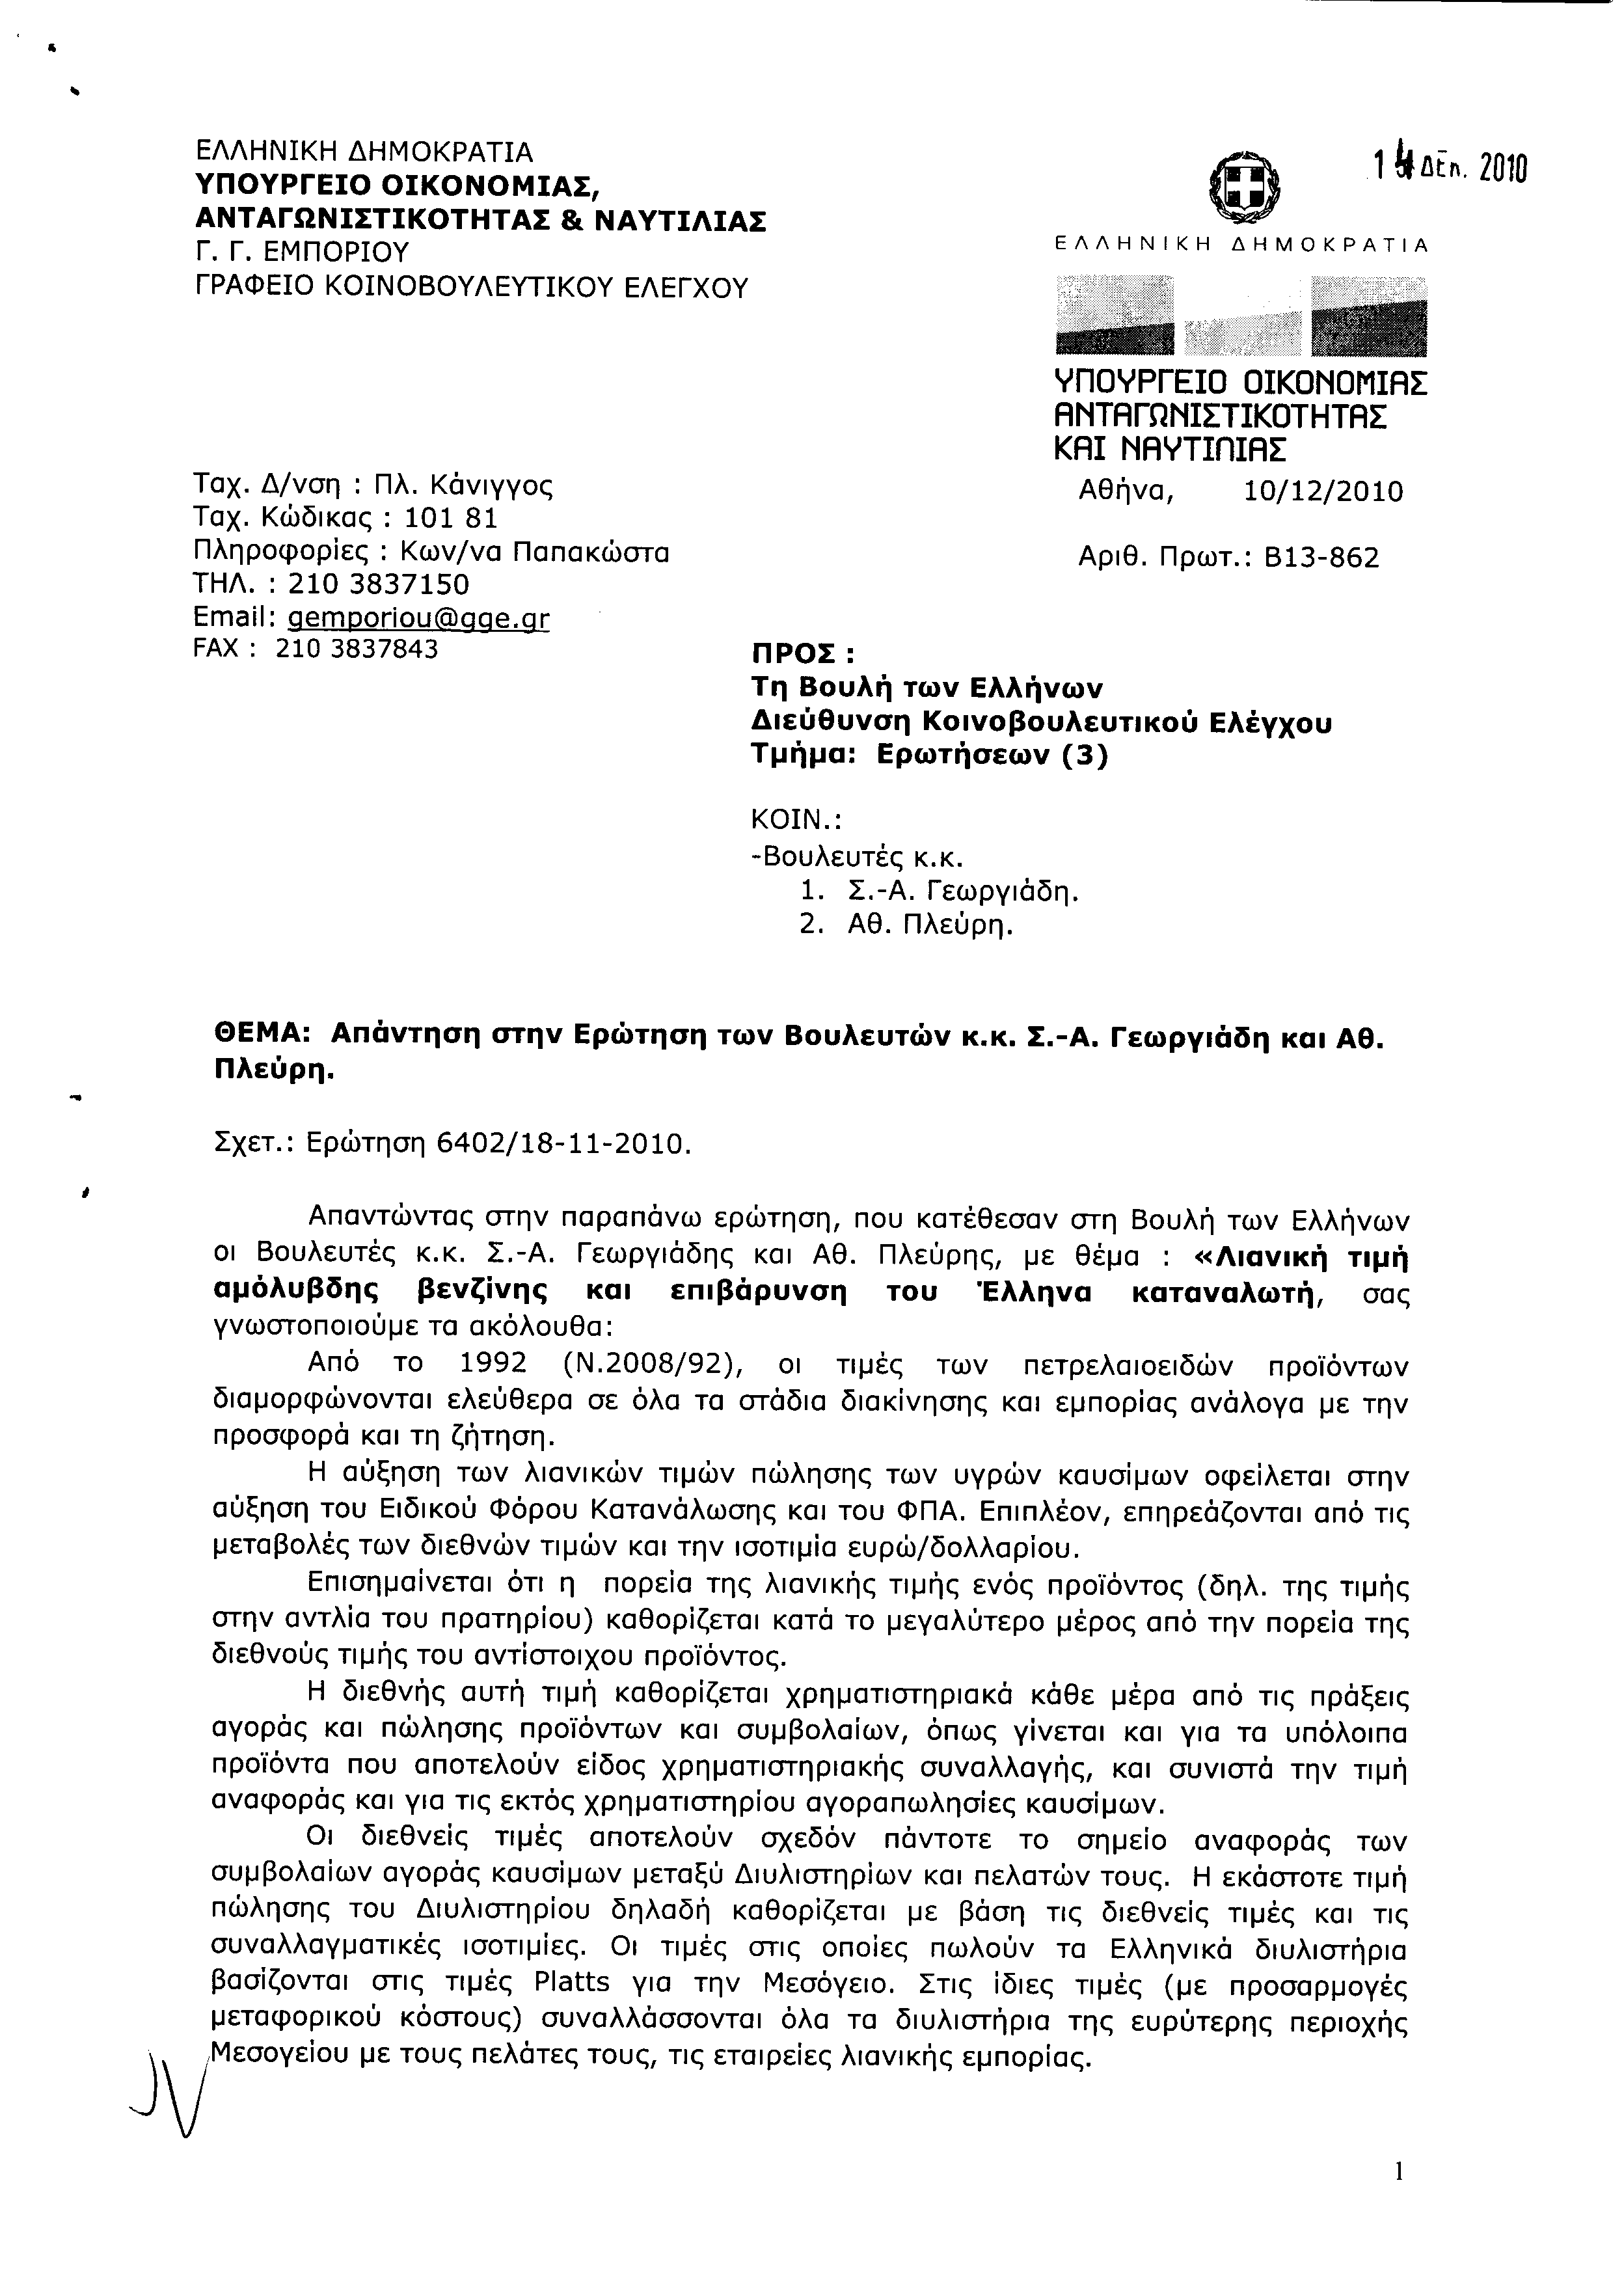 ΕΛΛΗΝΙΚΗ ΔΗΜΟΚΡΑΤΙΑ
ΥΠΟΥΡΓΕΙΟ ΟΙΚΟΝΟΜΙΑΣ,
ΑΝΤΑΓΩΝΙΣΤΙΚΟΤΗΤΑΣ & ΝΑΥΤΙΛΙΑΣ
Γ. Γ. ΕΜΠΟΡΙΟΥ
ΓΡΑΦΕΙΟ ΚΟΙΝΟΒΟΥΛΕΥΤΙΚΟΥ ΕΛΕΓΧΟΥ
ΔΕΠ. 2010
ΕΛΛΗΝΙΚΗ ΔΗΜΟΚΡΑΤΙΑ
ΥΠΟΥΡΓΕΙΟ ΟΙΚΟΝΟΜΙΑΣ
ΑΝΤΑΓΩΝΙΣΤΙΚΟΤΗΤΑΣ
ΚΑΙ ΝΑΥΤΙΛΙΑΣ
Ταχ. Δ/νση : Πλ. Κάνιγγος
Ταχ. Κώδικας : 101 81
Πληροφορίες : Κων/να Παπακώστα
ΤΗΛ. : 210 3837150
Email: gemporiou@gge.gr
FAX : 210 3837843
Αθήνα, 10/12/2010
Αριθ. Πρωτ.: Β13-862
ΠΡΟΣ :
Τη Βουλή των Ελλήνων
Διεύθυνση Κοινοβουλευτικού Ελέγχου
Τμήμα: Ερωτήσεων (3)
ΚΟΙΝ.:
-Βουλευτές κ.κ.
1. Σ.-Α. Γεωργιάδη.
2. Αθ. Πλεύρη.
ΘΕΜΑ: Απάντηση στην Ερώτηση των Βουλευτών κ.κ. Σ.-Α. Γεωργιάδη και Αθ.
Πλεύρη.
Σχετ.: Ερώτηση 6402/18-11-2010.
Απαντώντας στην παραπάνω ερώτηση, που κατέθεσαν στη Βουλή των Ελλήνων
οι Βουλευτές κ.κ. Σ.-Α. Γεωργιάδης και Αθ. Πλεύρης, με θέμα : «Λιανική τιμή
αμόλυβδης βενζίνης και επιβάρυνση του Έλληνα καταναλωτή, σας
γνωστοποιούμε τα ακόλουθα:
Από το 1992 (Ν.2008/92), οι τιμές των πετρελαιοειδών προϊόντων
διαμορφώνονται ελεύθερα σε όλα τα στάδια διακίνησης και εμπορίας ανάλογα με την
προσφορά και τη ζήτηση.
Η αύξηση των λιανικών τιμών πώλησης των υγρών καυσίμων οφείλεται στην
αύξηση του Ειδικού Φόρου Κατανάλωσης και του ΦΠΑ. Επιπλέον, επηρεάζονται από τις
μεταβολές των διεθνών τιμών και την ισοτιμία ευρώ/δολλαρίου.
Επισημαίνεται ότι η πορεία της λιανικής τιμής ενός προϊόντος (δηλ. της τιμής
στην αντλία του πρατηρίου) καθορίζεται κατά το μεγαλύτερο μέρος από την πορεία της
διεθνούς τιμής του αντίστοιχου προϊόντος.
Η διεθνής αυτή τιμή καθορίζεται χρηματιστηριακά κάθε μέρα από τις πράξεις
αγοράς και πώλησης προϊόντων και συμβολαίων, όπως γίνεται και για τα υπόλοιπα
προϊόντα που αποτελούν είδος χρηματιστηριακής συναλλαγής, και συνιστά την τιμή
αναφοράς και για τις εκτός χρηματιστηρίου αγοραπωλησίες καυσίμων.
Οι διεθνείς τιμές αποτελούν σχεδόν πάντοτε το σημείο αναφοράς των
συμβολαίων αγοράς καυσίμων μεταξύ Διυλιστηρίων και πελατών τους. Η εκάστοτε τιμή
πώλησης του Διυλιστηρίου δηλαδή καθορίζεται με βάση τις διεθνείς τιμές και τις
συναλλαγματικές ισοτιμίες. Οι τιμές στις οποίες πωλούν τα Ελληνικά διυλιστήρια
βασίζονται στις τιμές Platts για την Μεσόγειο. Στις ίδιες τιμές (με προσαρμογές
μεταφορικού κόστους) συναλλάσσονται όλα τα διυλιστήρια της ευρύτερης περιοχής
Μεσογείου με τους πελάτες τους, τις εταιρείες λιανικής εμπορίας.
1